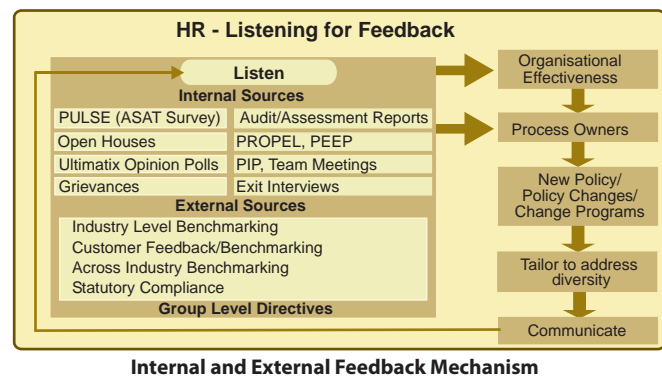 HR - Listening for Feedback
Listen
Internal Sources
PULSE (ASAT Survey)
Audit/Assessment Reports
Open Houses
PROPEL, PEEP
Ultimatix Opinion Polls
PIP, Team Meetings
Grievances
Exit Interviews
External Sources
Industry Level Benchmarking
Customer Feedback/Benchmarking
Across Industry Benchmarking
Statutory Compliance
Group Level Directives
Organisational
Effectiveness
Process Owners
New Policy/
Policy Changes/
Change Programs
Tailor to address
diversity
Communicate
Internal and External Feedback Mechanism